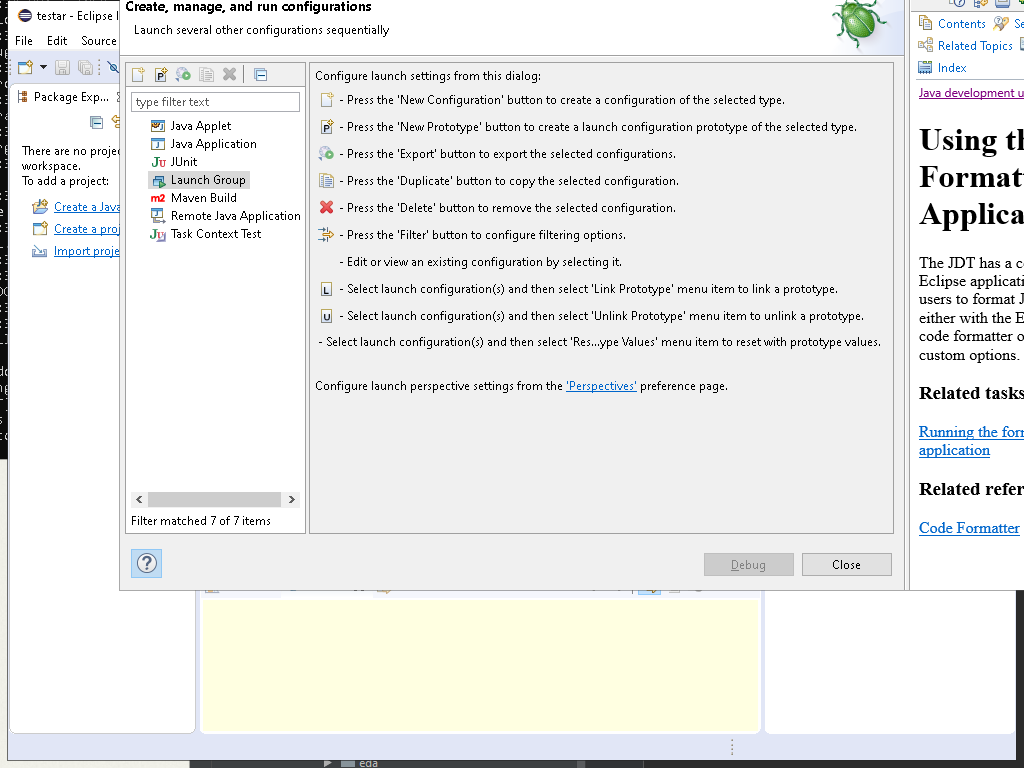 testar - Eclipse I
File Edit Source
Package Exp...
There are no projec
workspace.
To add a project:
Create a Java
Create a proj
Import proje
Create, manage, and run configurations
Launch several other configurations sequentially
type filter text
Java Applet
Java Application
JUnit
Launch Group
Maven Build
Remote Java Application
Task Context Test
Filter matched 7 of 7 items
Configure launch settings from this dialog:
- Press the 'New Configuration' button to create a configuration of the selected type.
- Press the 'New Prototype' button to create a launch configuration prototype of the selected type.
- Press the 'Export' button to export the selected configurations.
- Press the 'Duplicate' button to copy the selected configuration.
- Press the 'Delete' button to remove the selected configuration.
- Press the 'Filter' button to configure filtering options.
- Edit or view an existing configuration by selecting it.
- Select launch configuration(s) and then select 'Link Prototype' menu item to link a prototype.
- Select launch configuration(s) and then select 'Unlink Prototype' menu item to unlink a prototype.
- Select launch configuration(s) and then select 'Res...ype Values' menu item to reset with prototype values.
Configure launch perspective settings from the 'Perspectives' preference page.
Debug
Close
Contents Se
Related Topics
Index
Java development u
Using th
Formatt
Applica
The JDT has a co
Eclipse applicati
users to format J
either with the E
code formatter o
custom options.
Related tasks
Running the form
application
Related refer
Code Formatter
eda